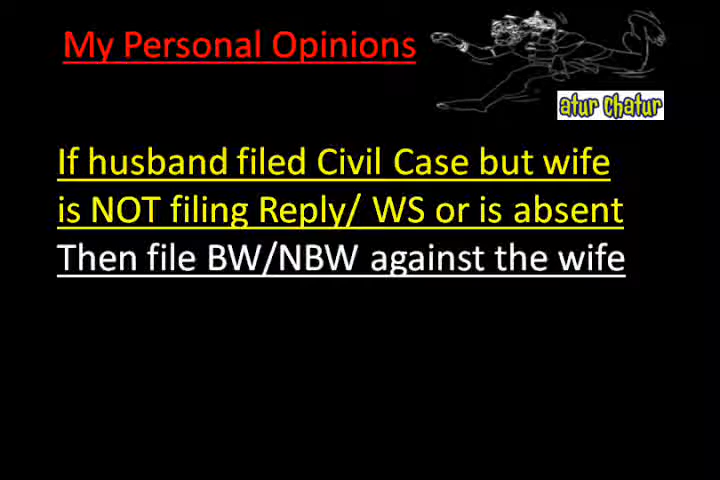 My Personal Opinions
atur chatur
If husband filed Civil Case but wife
is NOT filing Reply/ WS or is absent
Then file BW/NBW against the wife